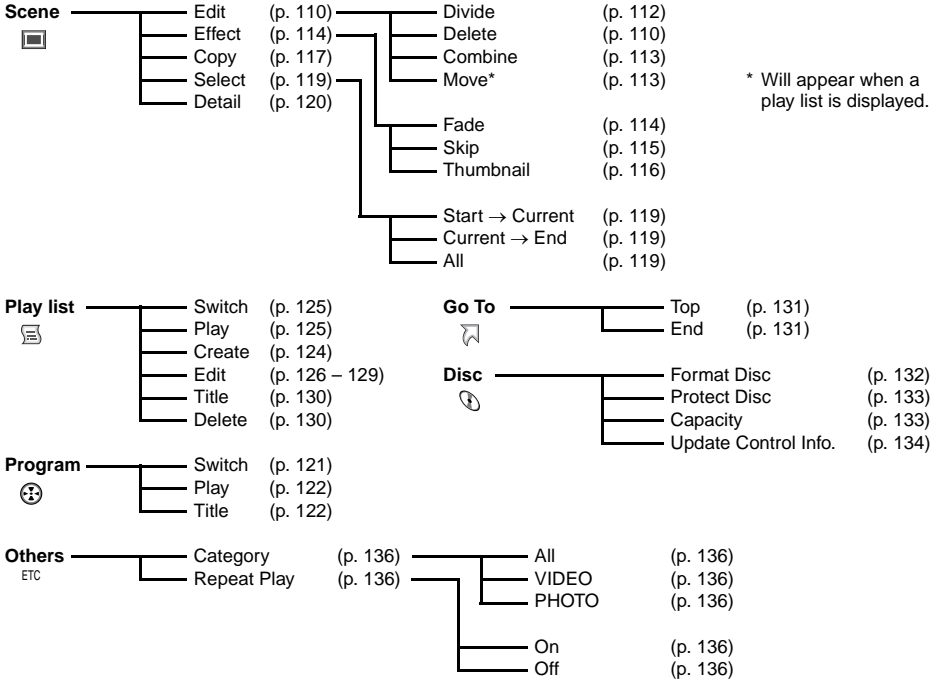 Scene Edit (p. 110) Divide (p. 112)
Effect (p. 114) Delete (p. 110)
Copy (p. 117) Combine (p. 113)
Select (p. 119) Move* (p. 113) * Will appear when a
Detail (p. 120) play list is displayed.
Fade (p. 114)
Skip (p. 115)
Thumbnail (p. 116)
Start → Current (p. 119)
Current → End (p. 119)
All (p. 119)
Play list Switch (p. 125) Go To Top (p. 131)
Play (p. 125) End (p. 131)
Create (p. 124)
Edit (p. 126 – 129) Disc Format Disc (p. 132)
Title (p. 130) Protect Disc (p. 133)
Delete (p. 130) Capacity (p. 133)
Update Control Info. (p. 134)
Program Switch (p. 121)
Play (p. 122)
Title (p. 122)
Others Category (p. 136) All (p. 136)
ETC Repeat Play (p. 136) VIDEO (p. 136)
PHOTO (p. 136)
On (p. 136)
Off (p. 136)